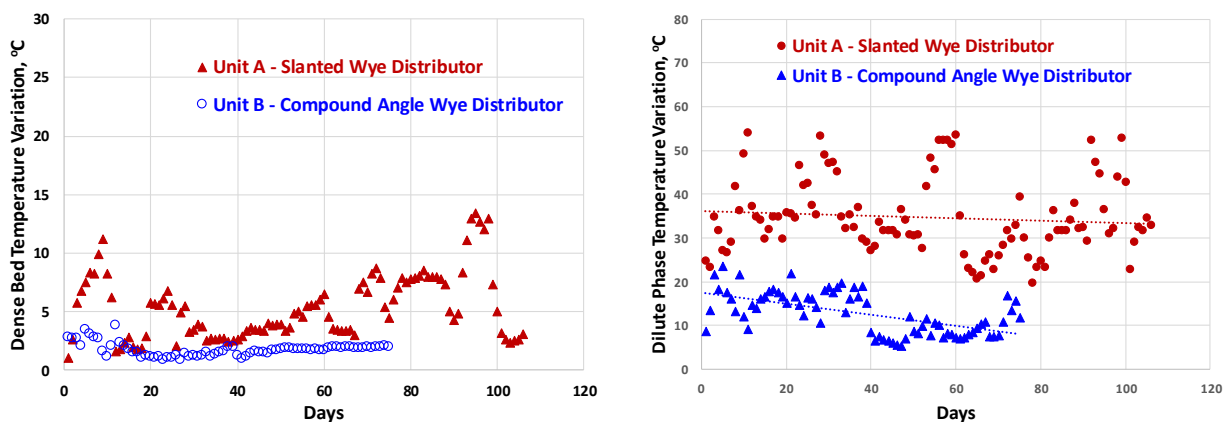 30
25
20
15
10
5
0
0 20 40 60 80 100 120
Dense Bed Temperature Variation, ºC
Days
Unit A - Slanted Wye Distributor
Unit B - Compound Angle Wye Distributor
80
70
60
50
40
30
20
10
0
0 20 40 60 80 100 120
Dilute Phase Temperature Variation, ºC
Days
Unit A - Slanted Wye Distributor
Unit B - Compound Angle Wye Distributor